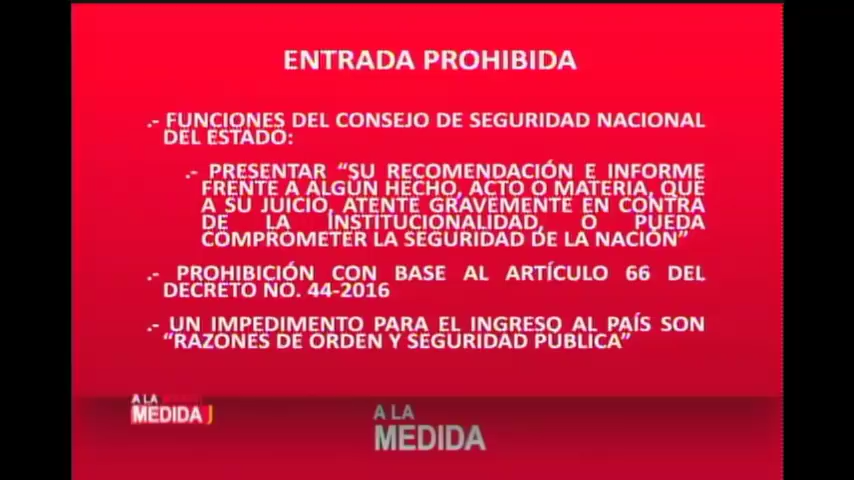 ENTRADA PROHIBIDA
.- FUNCIONES DEL CONSEJO DE SEGURIDAD NACIONAL
DEL ESTADO:
.- PRESENTAR “SU RECOMENDACIÓN E INFORME
FRENTE A ALGÚN HECHO, ACTO O MATERIA, QUE
A SU JUICIO, ATENTE GRAVEMENTE EN CONTRA
DE LA INSTITUCIONALIDAD, O PUEDA
COMPROMETER LA SEGURIDAD DE LA NACIÓN”
.- PROHIBICIÓN CON BASE AL ARTÍCULO 66 DEL
DECRETO NO. 44-2016
.- UN IMPEDIMENTO PARA EL INGRESO AL PAÍS SON
“RAZONES DE ORDEN Y SEGURIDAD PÚBLICA”
A LA
MEDIDA
A LA
MEDIDA